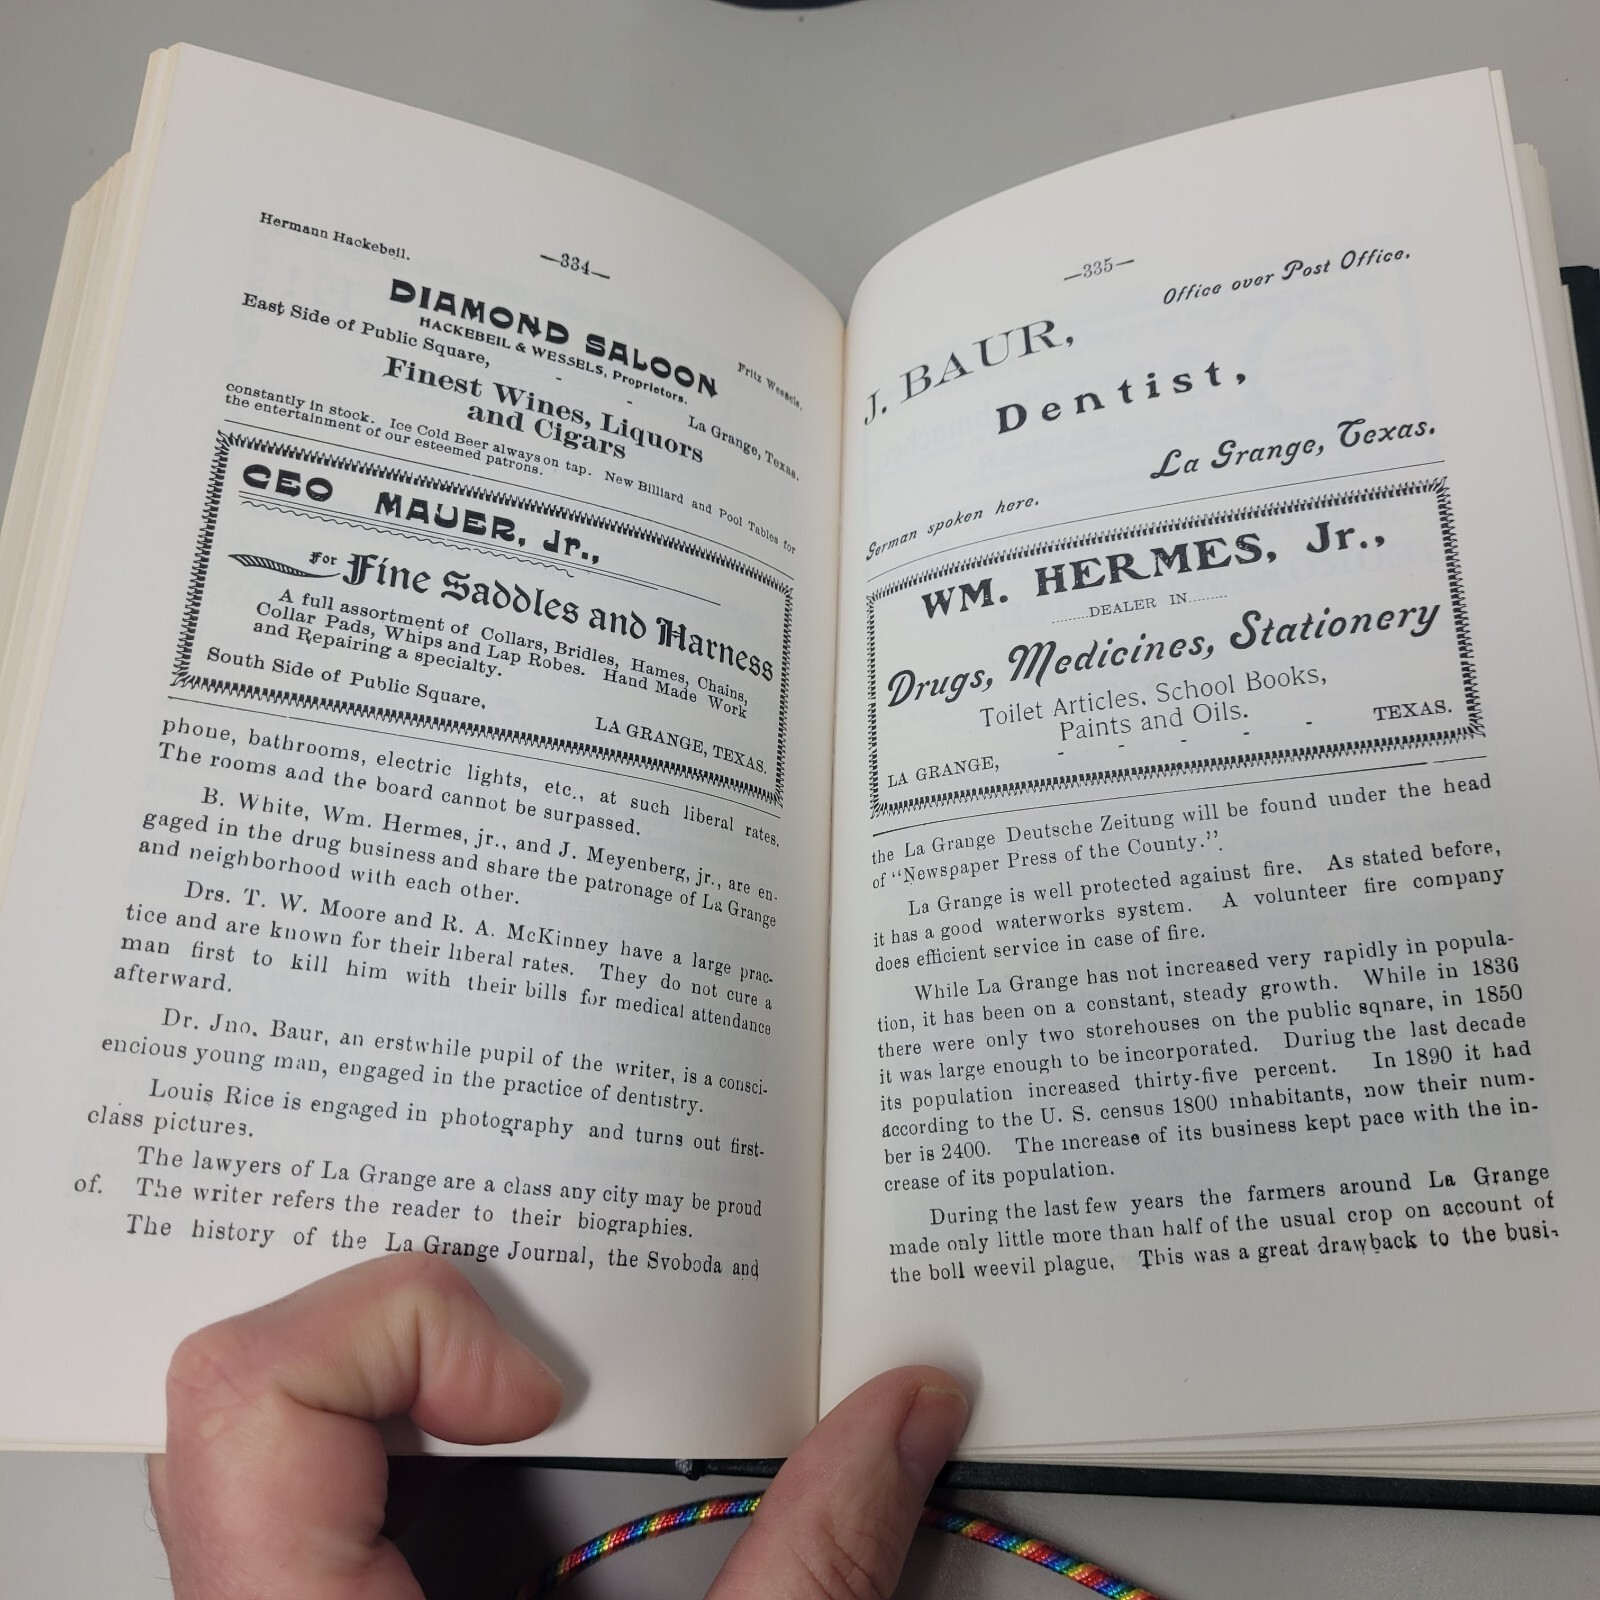 —334—
Hermann Hackebeil.
Fritz Wessels.
DIAMOND SALOON
HACKEBEIL & WESSELS, Proprietors.
East Side of Public Square, - - La Grange, Texas.
Finest Wines, Liquors
and Cigars
constantly in stock. Ice Cold Beer always on tap. New Billiard and Pool Tables for
the entertainment of our esteemed patrons.
GEO MAUER, Jr.,
for Fine Saddles and Harness
A full assortment of Collars, Bridles, Hames, Chains,
Collar Pads, Whips and Lap Robes. Hand Made Work
and Repairing a specialty.
South Side of Public Square,
LA GRANGE, TEXAS.
phone, bathrooms, electric lights, etc., at such liberal rates.
The rooms and the board cannot be surpassed.
B. White, Wm. Hermes, jr., and J. Meyenberg, jr., are en-
gaged in the drug business and share the patronage of La Grange
and neighborhood with each other.
Drs. T. W. Moore and R. A. McKinney have a large prac-
tice and are known for their liberal rates. They do not cure a
man first to kill him with their bills for medical attendance
afterward.
Dr. Jno. Baur, an erstwhile pupil of the writer, is a consci-
encious young man, engaged in the practice of dentistry.
Louis Rice is engaged in photography and turns out first-
class pictures.
The lawyers of La Grange are a class any city may be proud
of. The writer refers the reader to their biographies.
The history of the La Grange Journal, the Svoboda and
—335—
Office over Post Office.
J. BAUR,
Dentist,
La Grange, Texas.
German spoken here.
WM. HERMES, Jr.,
........DEALER IN........
Drugs, Medicines, Stationery
Toilet Articles, School Books,
Paints and Oils.
LA GRANGE, - - - - - TEXAS.
the La Grange Deutsche Zeitung will be found under the head
of "Newspaper Press of the County.".
La Grange is well protected against fire. As stated before,
it has a good waterworks system. A volunteer fire company
does efficient service in case of fire.
While La Grange has not increased very rapidly in popula-
tion, it has been on a constant, steady growth. While in 1836
there were only two storehouses on the public sqnare, in 1850
it was large enough to be incorporated. During the last decade
its population increased thirty-five percent. In 1890 it had
according to the U. S. census 1800 inhabitants, now their num-
ber is 2400. The increase of its business kept pace with the in-
crease of its population.
During the last few years the farmers around La Grange
made only little more than half of the usual crop on account of
the boll weevil plague. This was a great drawback to the busi-